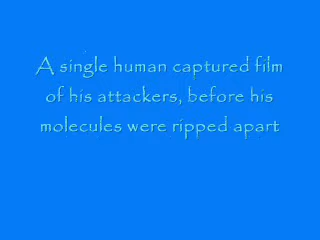 A single human captured film
of his attackers, before his
molecules were ripped apart